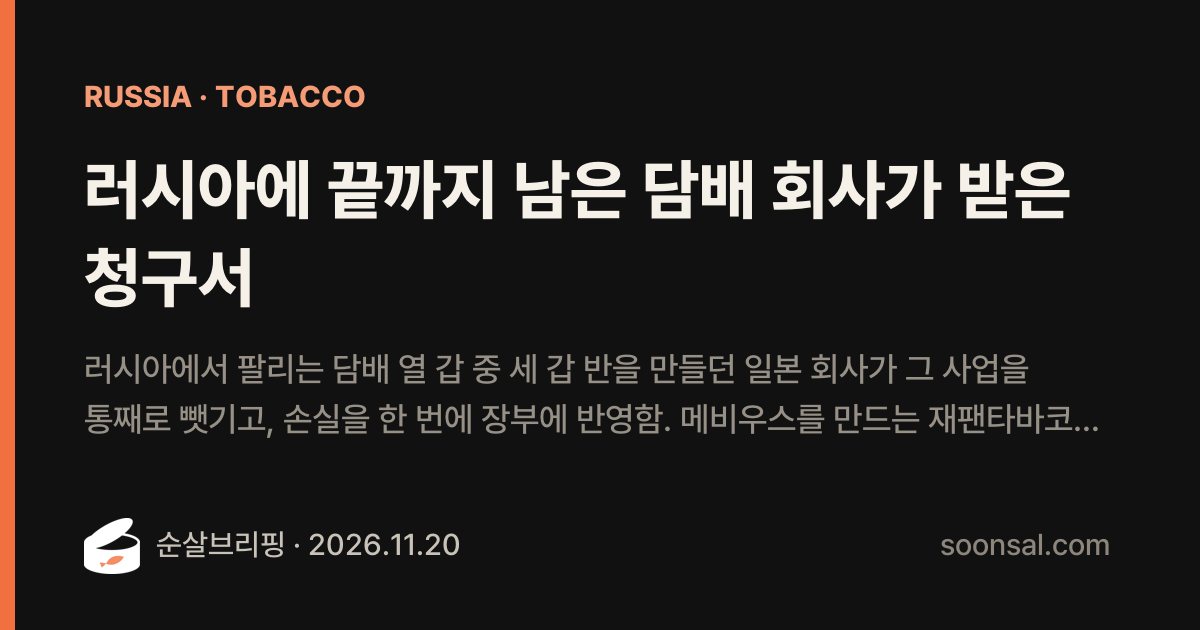 RUSSIA · TOBACCO
러시아에 끝까지 남은 담배 회사가 받은
청구서
러시아에서 팔리는 담배 열 갑 중 세 갑 반을 만들던 일본 회사가 그 사업을
통째로 뺏기고, 손실을 한 번에 장부에 반영함. 메비우스를 만드는 재팬타바코...
순살브리핑 · 2026.11.20
soonsal.com